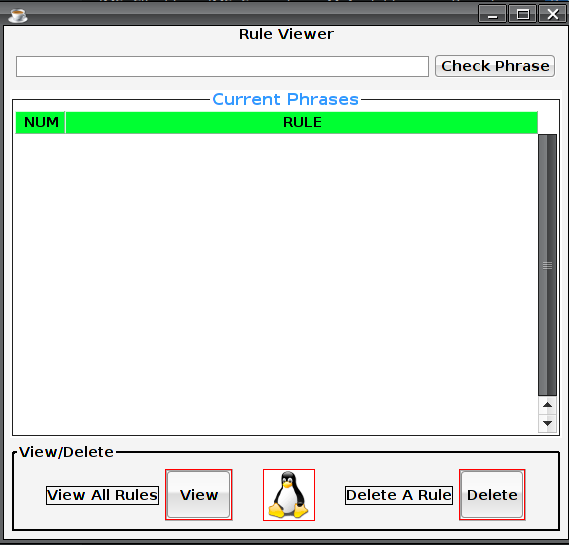 Rule Viewer
Check Phrase
Current Phrases
NUM RULE
View/Delete
View All Rules View Delete A Rule Delete